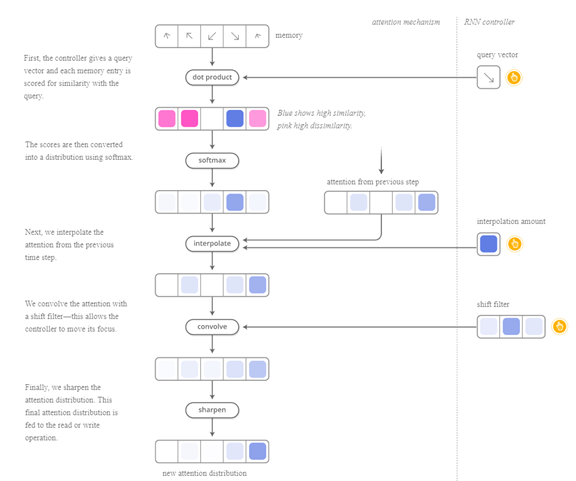 attention mechanism
RNN controller
memory
query vector
First, the controller gives a query
vector and each memory entry is
scored for similarity with the
query.
dot product
Blue shows high similarity,
pink high dissimilarity.
The scores are then converted
into a distribution using softmax.
softmax
attention from previous step
Next, we interpolate the
attention from the previous
time step.
interpolate
interpolation amount
We convolve the attention with
a shift filter—this allows the
controller to move its focus.
shift filter
convolve
Finally, we sharpen the
attention distribution. This
final attention distribution is
fed to the read or write
operation.
sharpen
new attention distribution